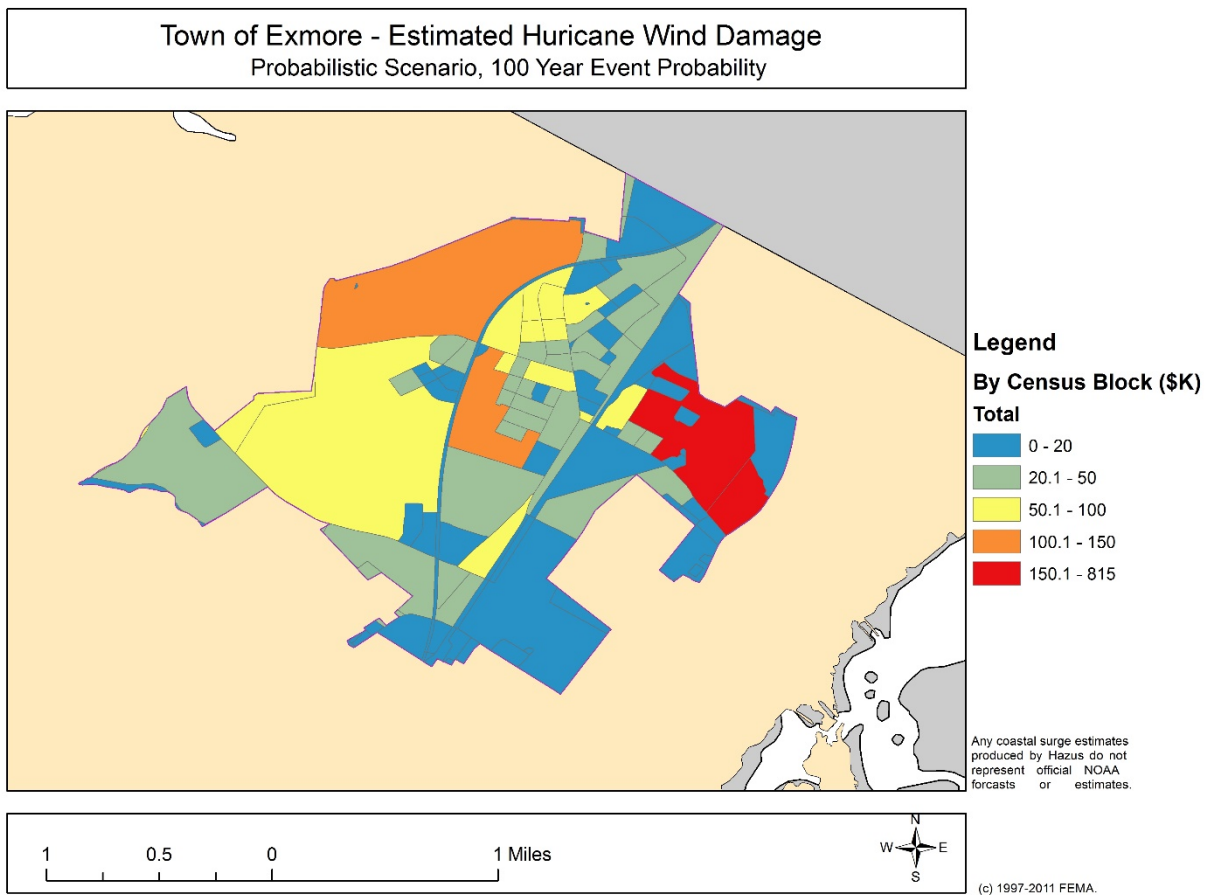 Town of Exmore - Estimated Huricane Wind Damage
Probabilistic Scenario, 100 Year Event Probability
Legend
By Census Block ($K)
Total
0 - 20
20.1 - 50
50.1 - 100
100.1 - 150
150.1 - 815
Any coastal surge estimates
produced by Hazus do not
represent official NOAA
forcasts or estimates.
1 0.5 0 1 Miles
N
W E
S
(c) 1997-2011 FEMA.